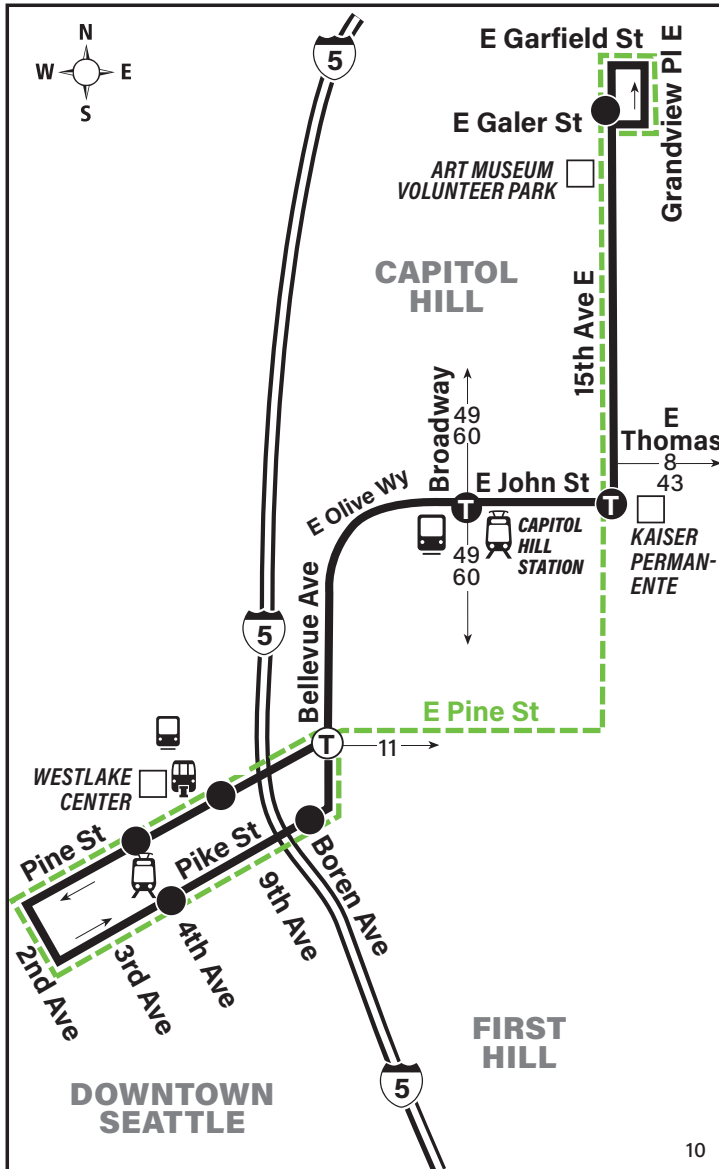 N
W
E
S
5
E Garfield St
Grandview Pl E
E Galer St
ART MUSEUM
VOLUNTEER PARK
CAPITOL
HILL
15th Ave E
Broadway
49
60
E
Thomas
8
43
E John St
E Olive Wy
T
T
CAPITOL
HILL
STATION
KAISER
PERMAN-
ENTE
49
60
5
Bellevue Ave
E Pine St
T
11
WESTLAKE
CENTER
Pine St
Pike St
Boren Ave
9th Ave
4th Ave
3rd Ave
2nd Ave
FIRST
HILL
5
DOWNTOWN
SEATTLE
10